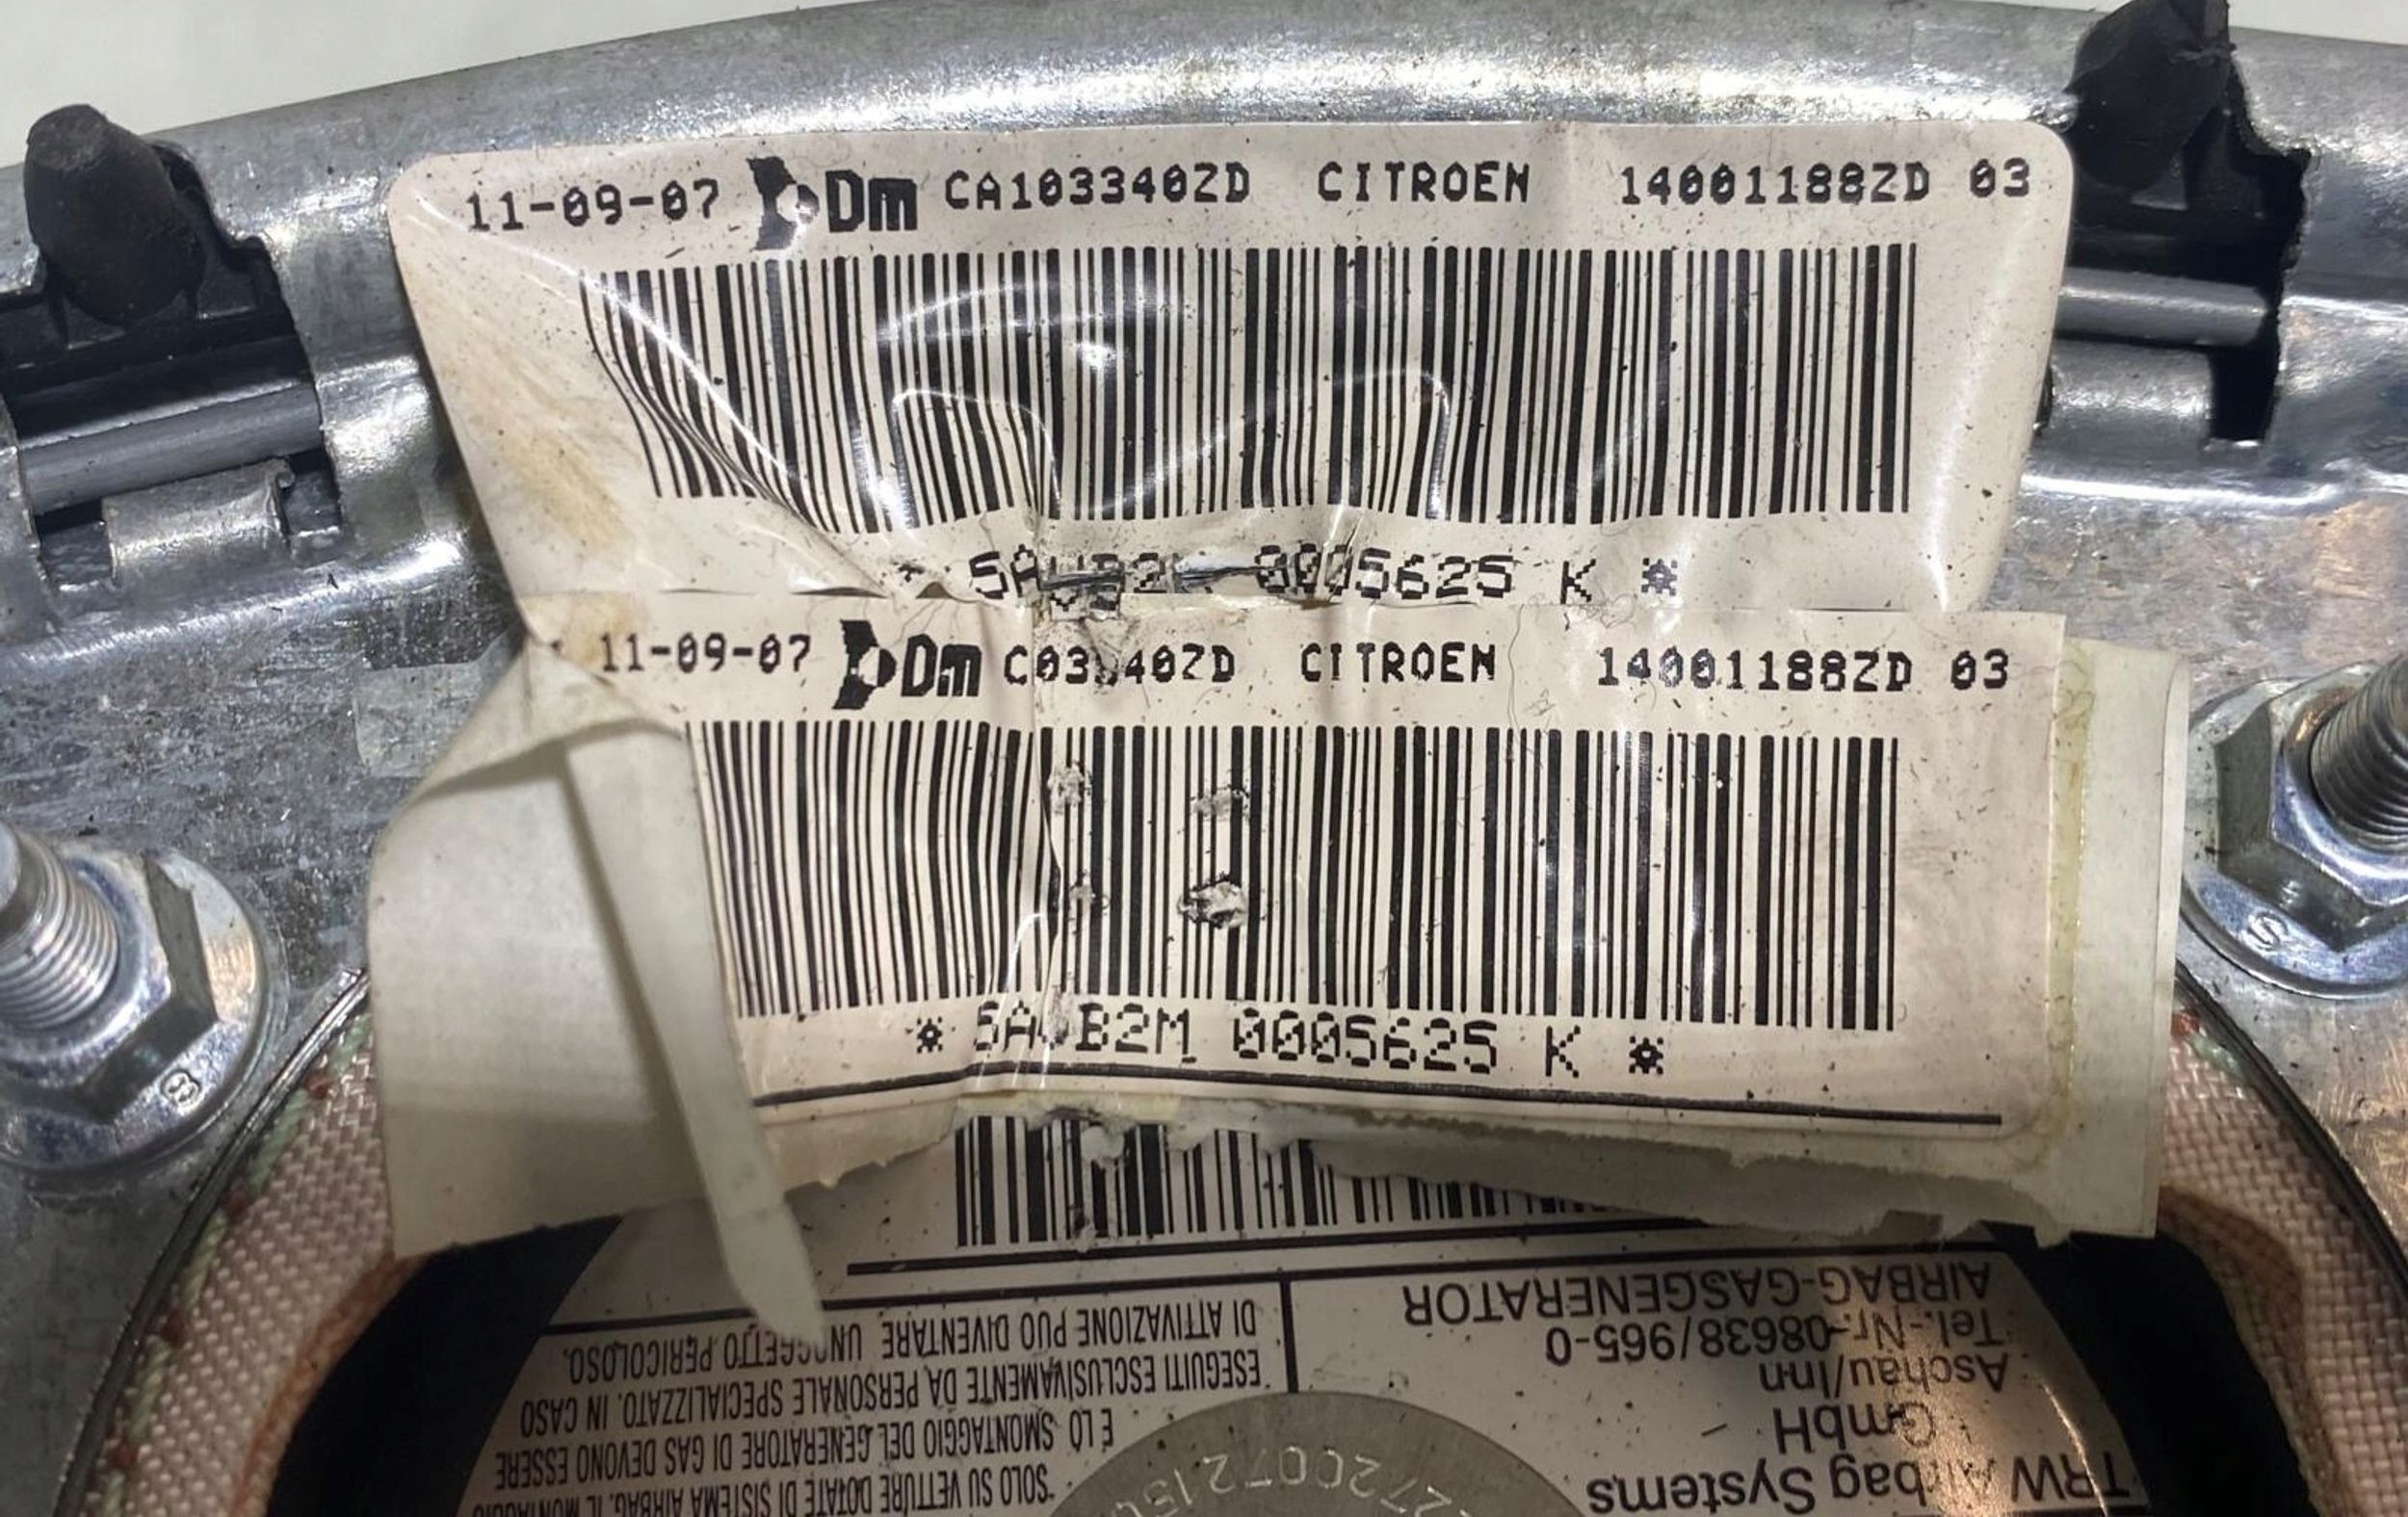 11-09-07 Dm CA103340ZD CITROEN 14001188ZD 03
0005625 K *
11-09-07 Dm CITROEN 14001188ZD 03
* B2M 0005625 K *
AIRBAG-GASGENERATOR
Tel.-Nr.-08638/965-0
Aschau/Inn
GmbH
TRW Airbag Systems
DI ATTIVAZIONE PUO DIVENTARE PERICOLOSO.
ESEGUITI ESCLUSIVAMENTE DA PERSONALE SPECIALIZZATO. IN CASO
E LO SMONTAGGIO DEL GENERATORE DI GAS DEVONO ESSERE
SOLO SU VETTURE DOTATE DI SISTEMA AIRBAG. IL MONTAGGIO
8